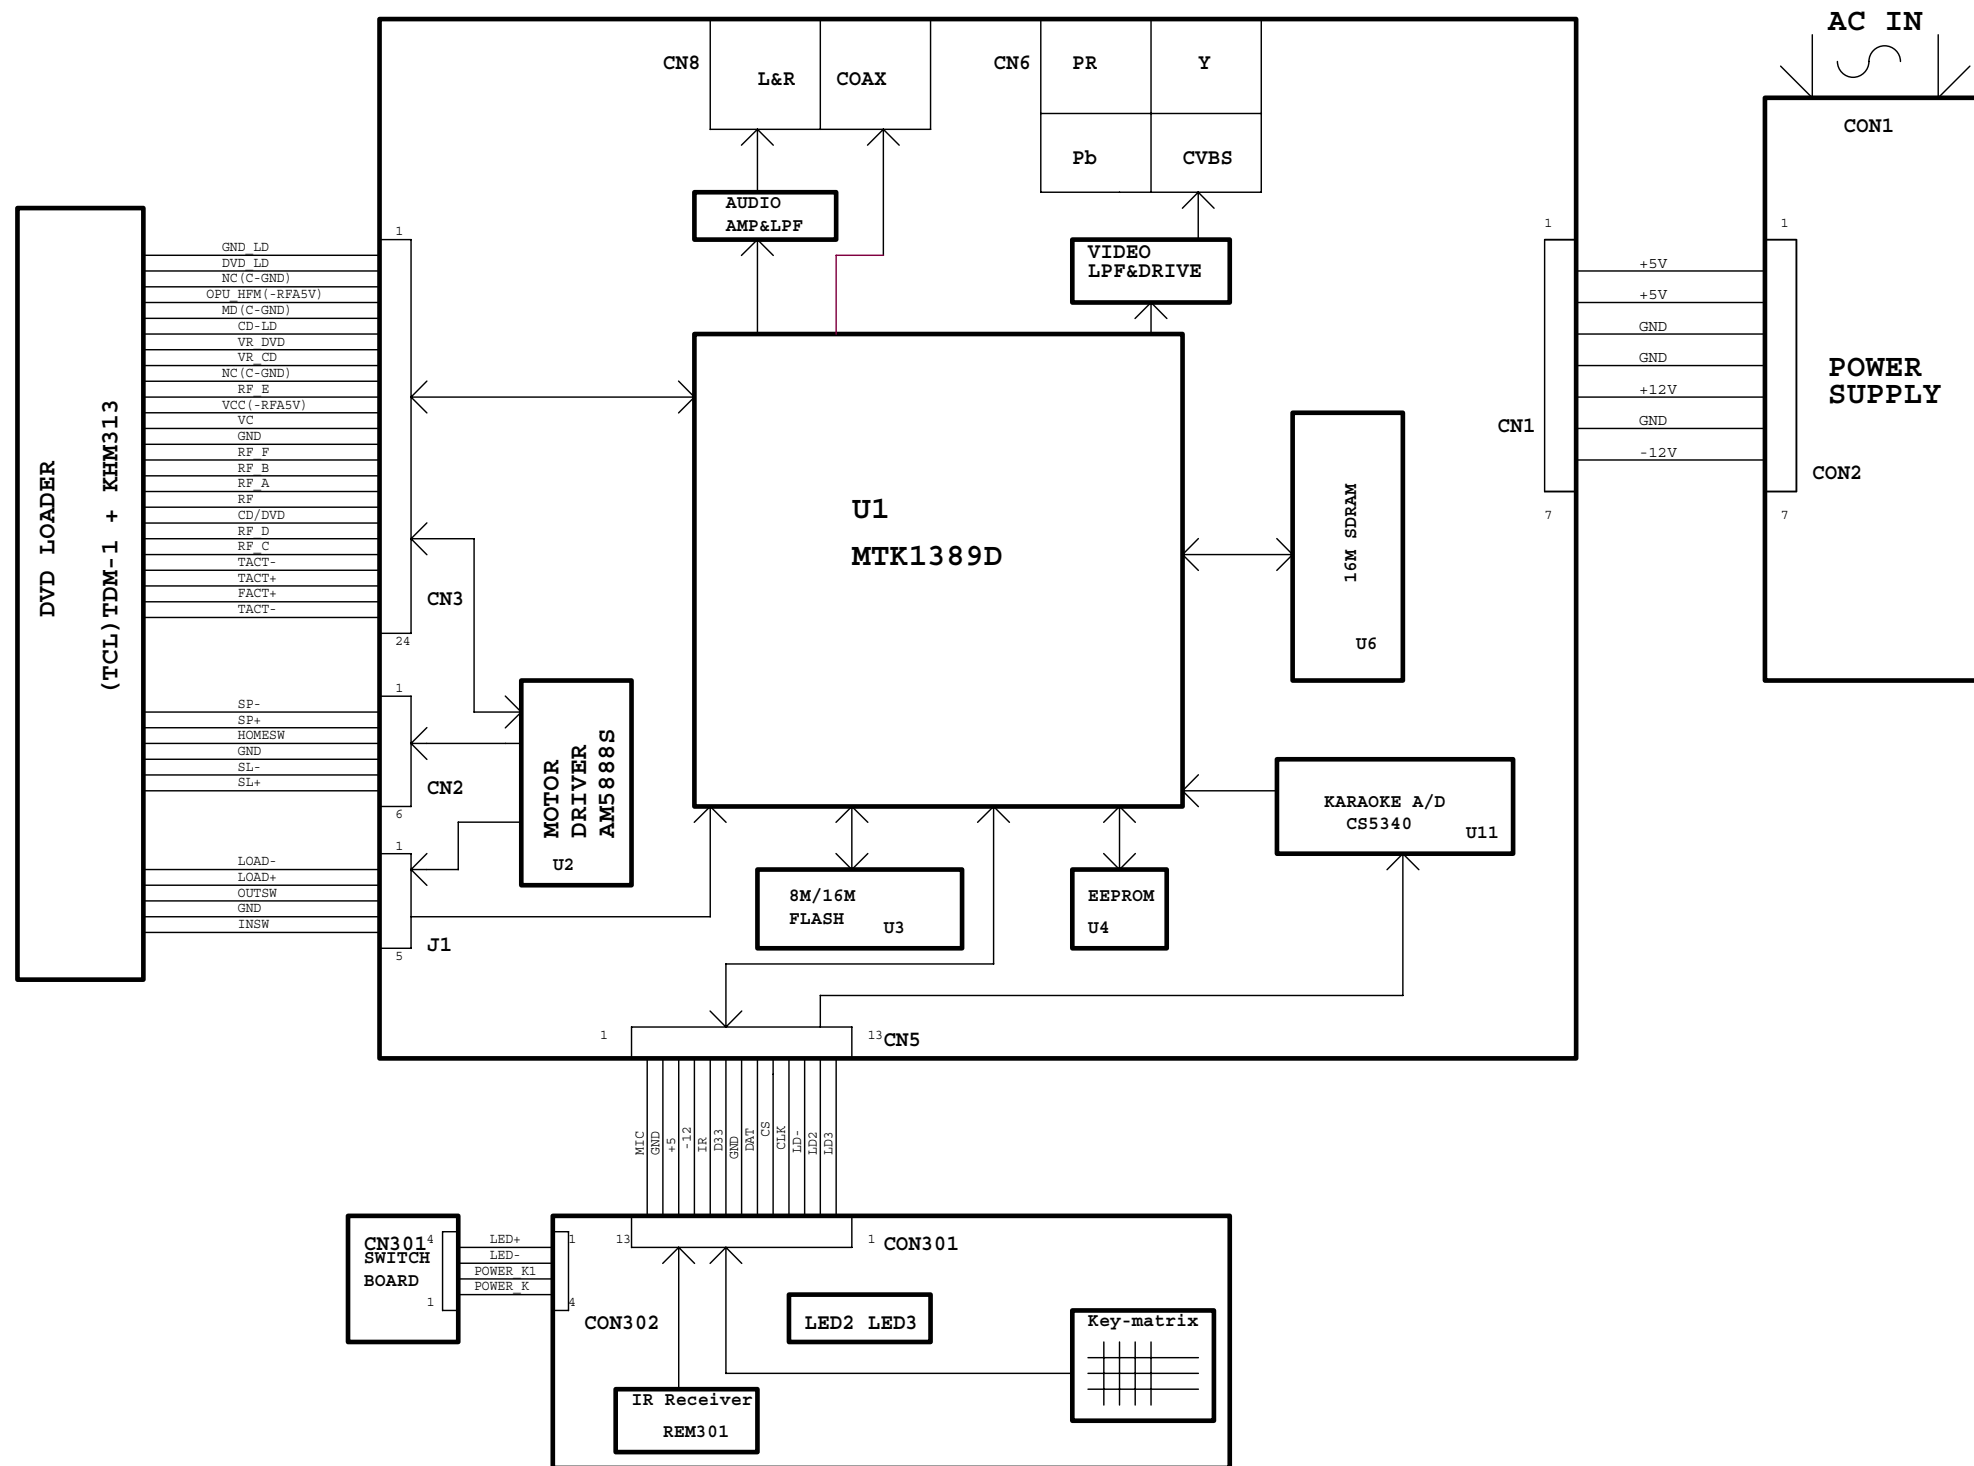 AC IN
CON1
CN8
L&R
COAX
CN6
PR
Y
Pb
CVBS
AUDIO
AMP&LPF
VIDEO
LPF&DRIVE
DVD LOADER
(TCL)TDM-1 + KHM313
1
GND_LD
DVD_LD
NC(C-GND)
OPU_HFM(-RFA5V)
MD(C-GND)
CD-LD
VR_DVD
VR_CD
NC(C-GND)
RF_E
VCC(-RFA5V)
VC
GND
RF_F
RF_B
RF_A
RF
CD/DVD
RF_D
RF_C
TACT-
TACT+
FACT+
TACT-
24
CN3
1
SP-
SP+
HOMESW
GND
SL-
SL+
6
CN2
1
LOAD-
LOAD+
OUTSW
GND
INSW
5
J1
MOTOR
DRIVER
AM5888S
U2
U1
MTK1389D
16M SDRAM
U6
1
1
+5V
+5V
GND
GND
+12V
GND
-12V
CN1
CON2
7
7
POWER
SUPPLY
KARAOKE A/D
CS5340
U11
8M/16M
FLASH
U3
EEPROM
U4
1
13
CN5
MIC
GND
+5
-12
IR
D33
GND
DAT
CS
CLK
LD-
LD2
LD3
CN301
4
SWITCH
BOARD
1
LED+
LED-
POWER_K1
POWER_K
1
4
CON302
13
1
CON301
LED2 LED3
Key-matrix
IR Receiver
REM301